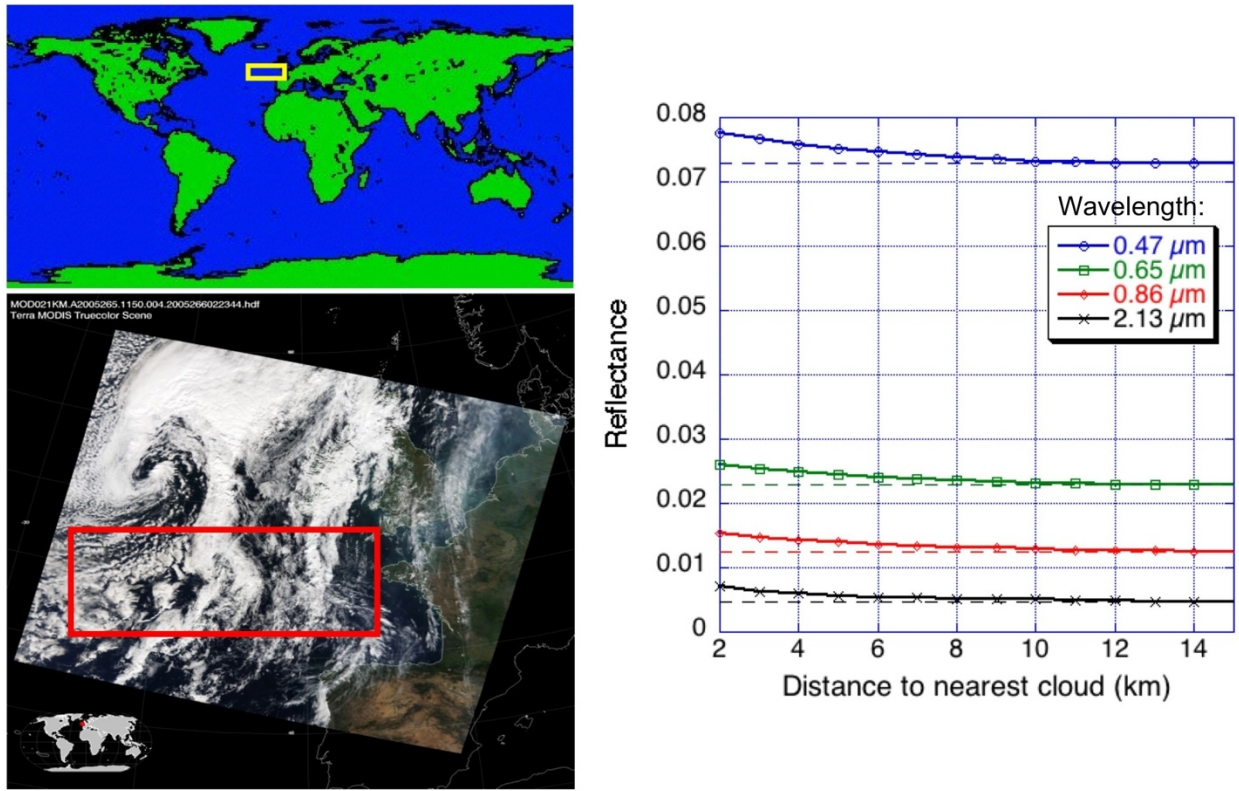 MOD021KM.A2005265.1150.004.2005266022344.hdf
Terra MODIS Truecolor Scene
Reflectance
0.08
0.07
0.06
0.05
0.04
0.03
0.02
0.01
0
2 4 6 8 10 12 14
Distance to nearest cloud (km)
Wavelength:
0.47 µm
0.65 µm
0.86 µm
2.13 µm